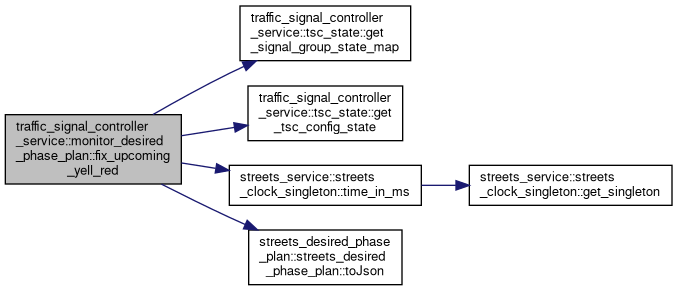 traffic_signal_controller
_service::monitor_desired
_phase_plan::fix_upcoming
_yell_red
traffic_signal_controller
_service::tsc_state::get
_signal_group_state_map
traffic_signal_controller
_service::tsc_state::get
_tsc_config_state
streets_service::streets
_clock_singleton::time_in_ms
streets_service::streets
_clock_singleton::get_singleton
streets_desired_phase
_plan::streets_desired
_phase_plan::toJson